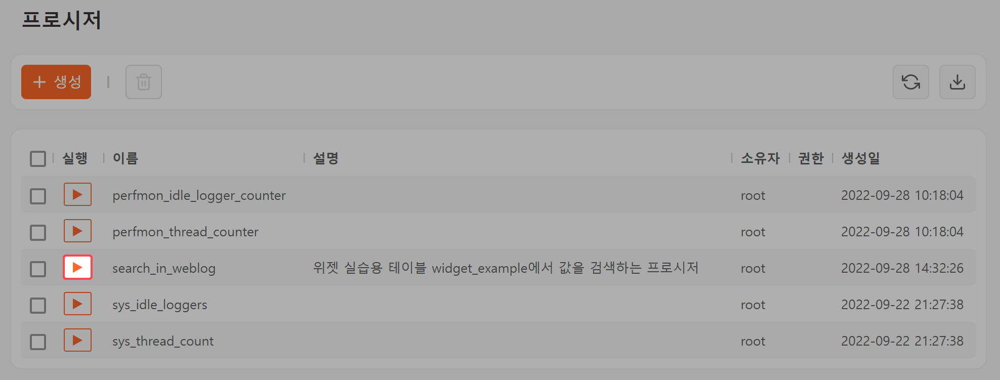 프로시저
생성
실행 이름 설명 소유자 권한 생성일
perfmon_idle_logger_counter root 2022-09-28 10:18:04
perfmon_thread_counter root 2022-09-28 10:18:04
search_in_weblog 위젯 실습용 테이블 widget_example에서 값을 검색하는 프로시저 root 2022-09-28 14:32:26
sys_idle_loggers root 2022-09-22 21:27:38
sys_thread_count root 2022-09-22 21:27:38